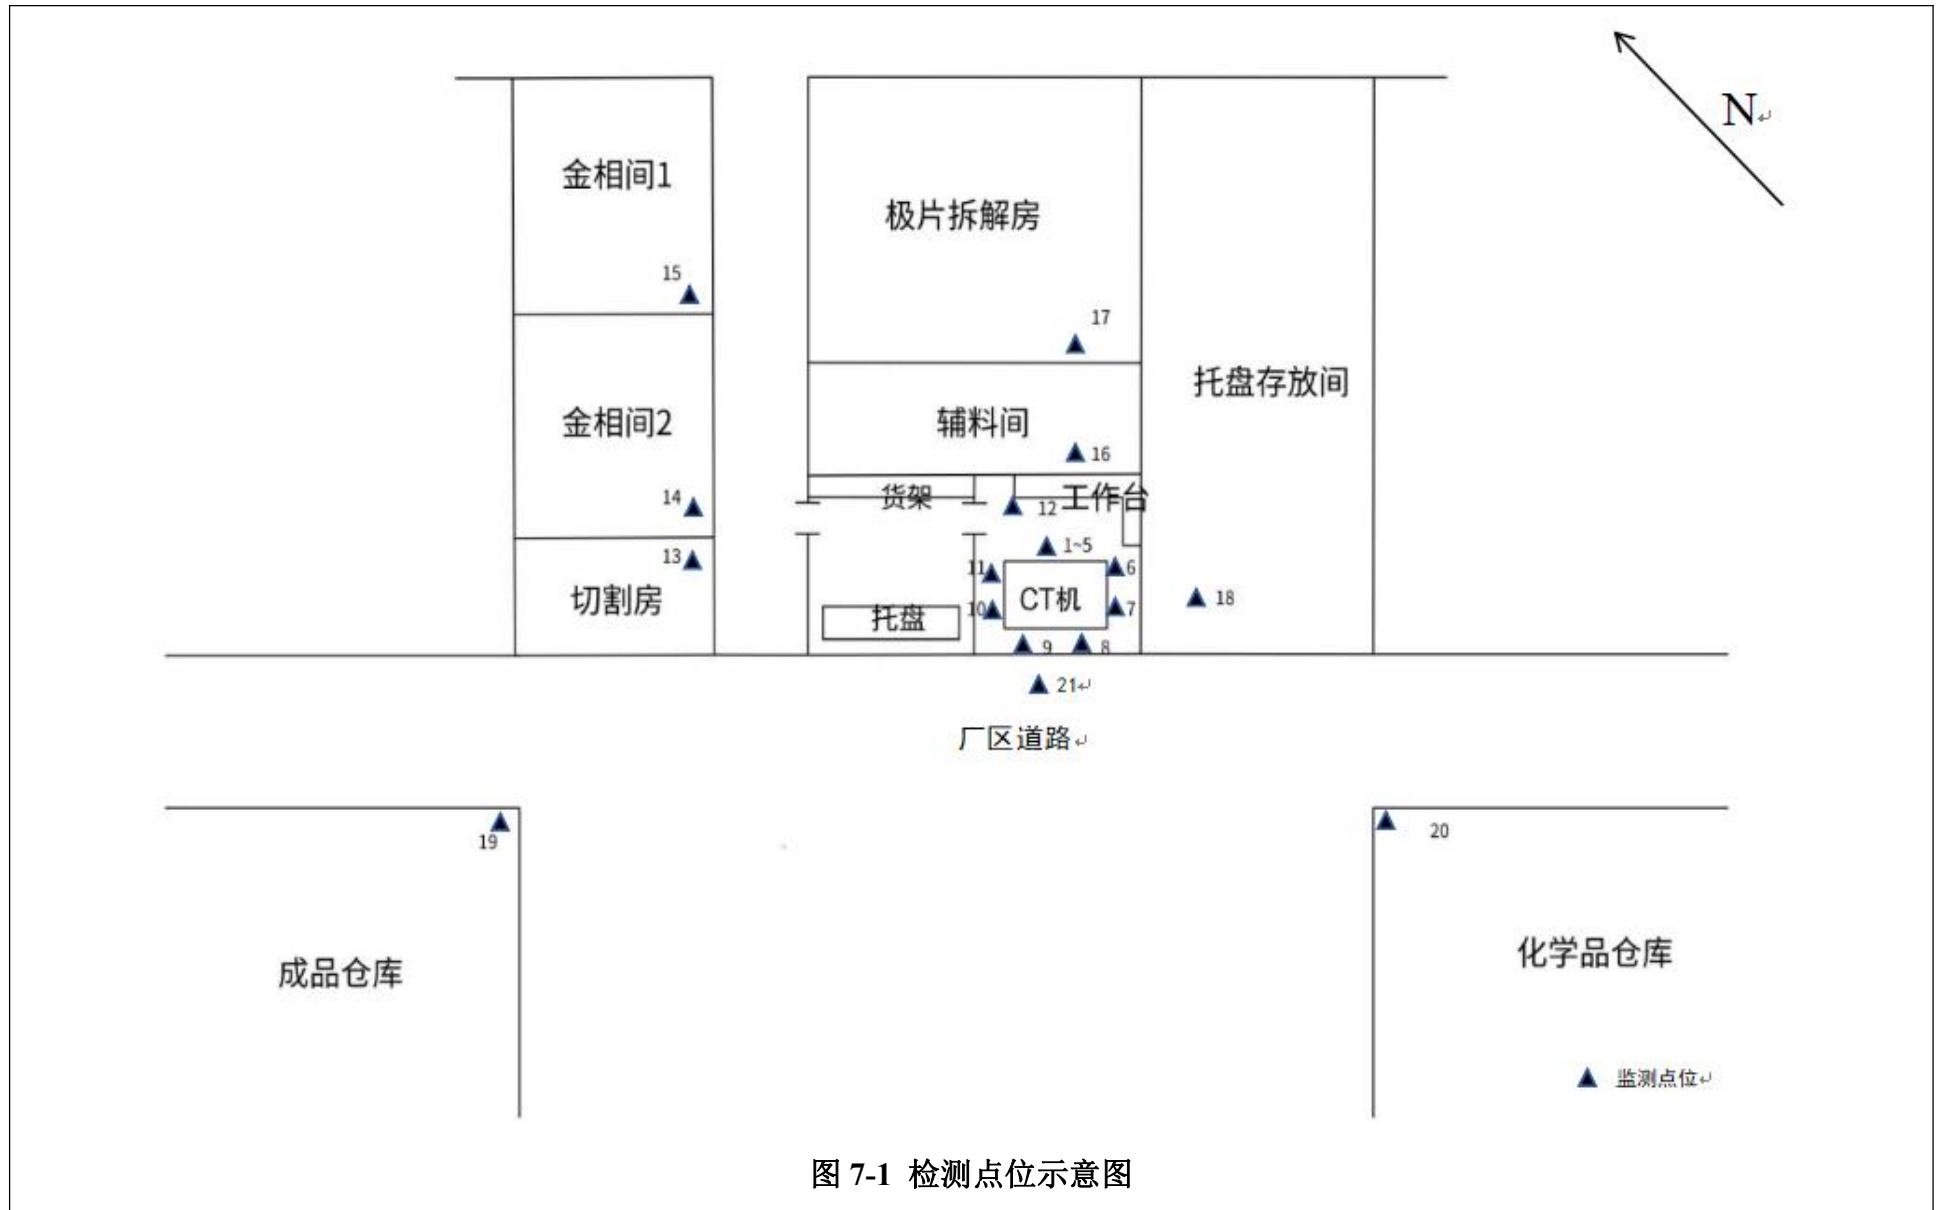 N
金相间1
极片拆解房
15
17
托盘存放间
金相间2
辅料间
16
货架
工作台
14
12
13
1~5
11
6
切割房
CT机
18
10
7
托盘
9
8
21
厂区道路
19
20
成品仓库
化学品仓库
监测点位
图 7-1 检测点位示意图